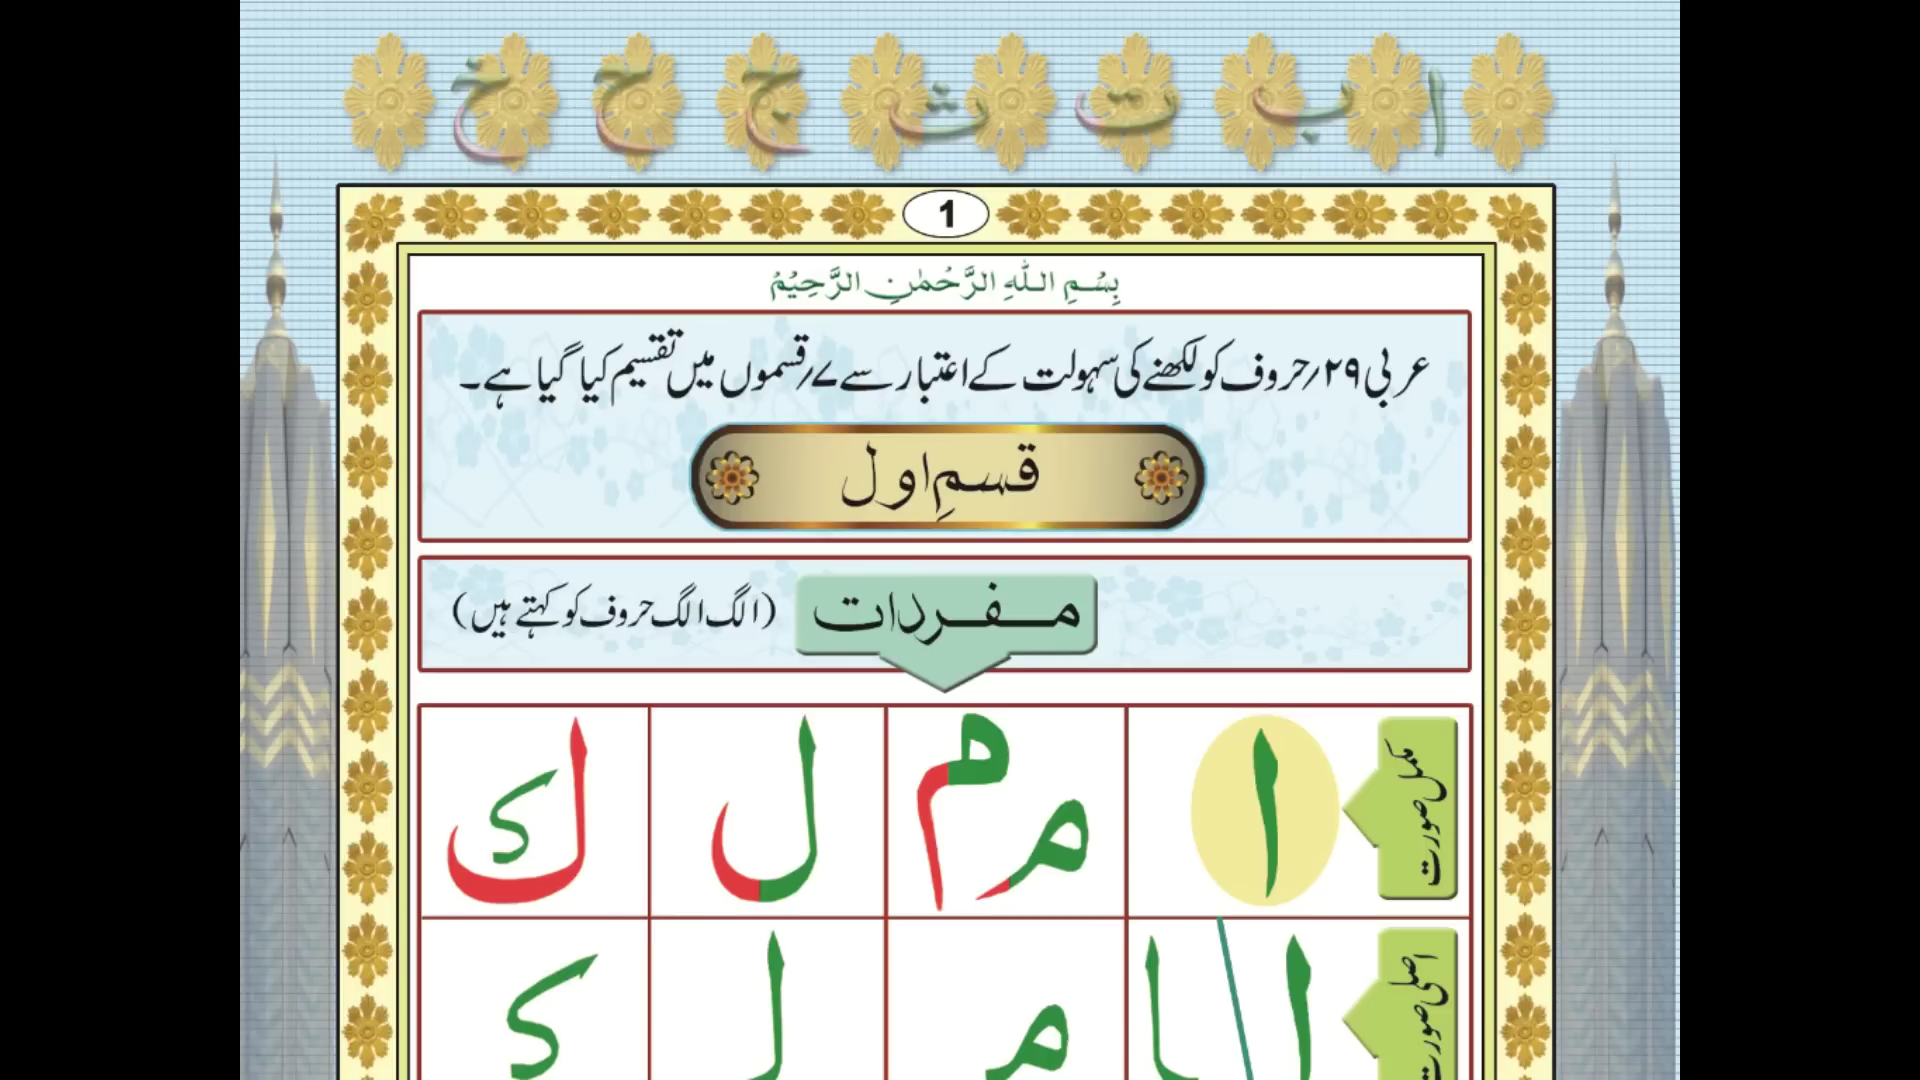 ا ب ت ث ج ح خ
1
بِسْمِ اللهِ الرَّحْمٰنِ الرَّحِيْمُ
عربی ۲۹؍حروف کو لکھنے کی سہولت کے اعتبار سے ۷؍قسموں میں تقسیم کیا گیا ہے۔
قسمِ اول
مفردات (الگ الگ حروف کو کہتے ہیں)
مکمل صورت ا م م ل ك
اصلی صورت ا ا م ل ك